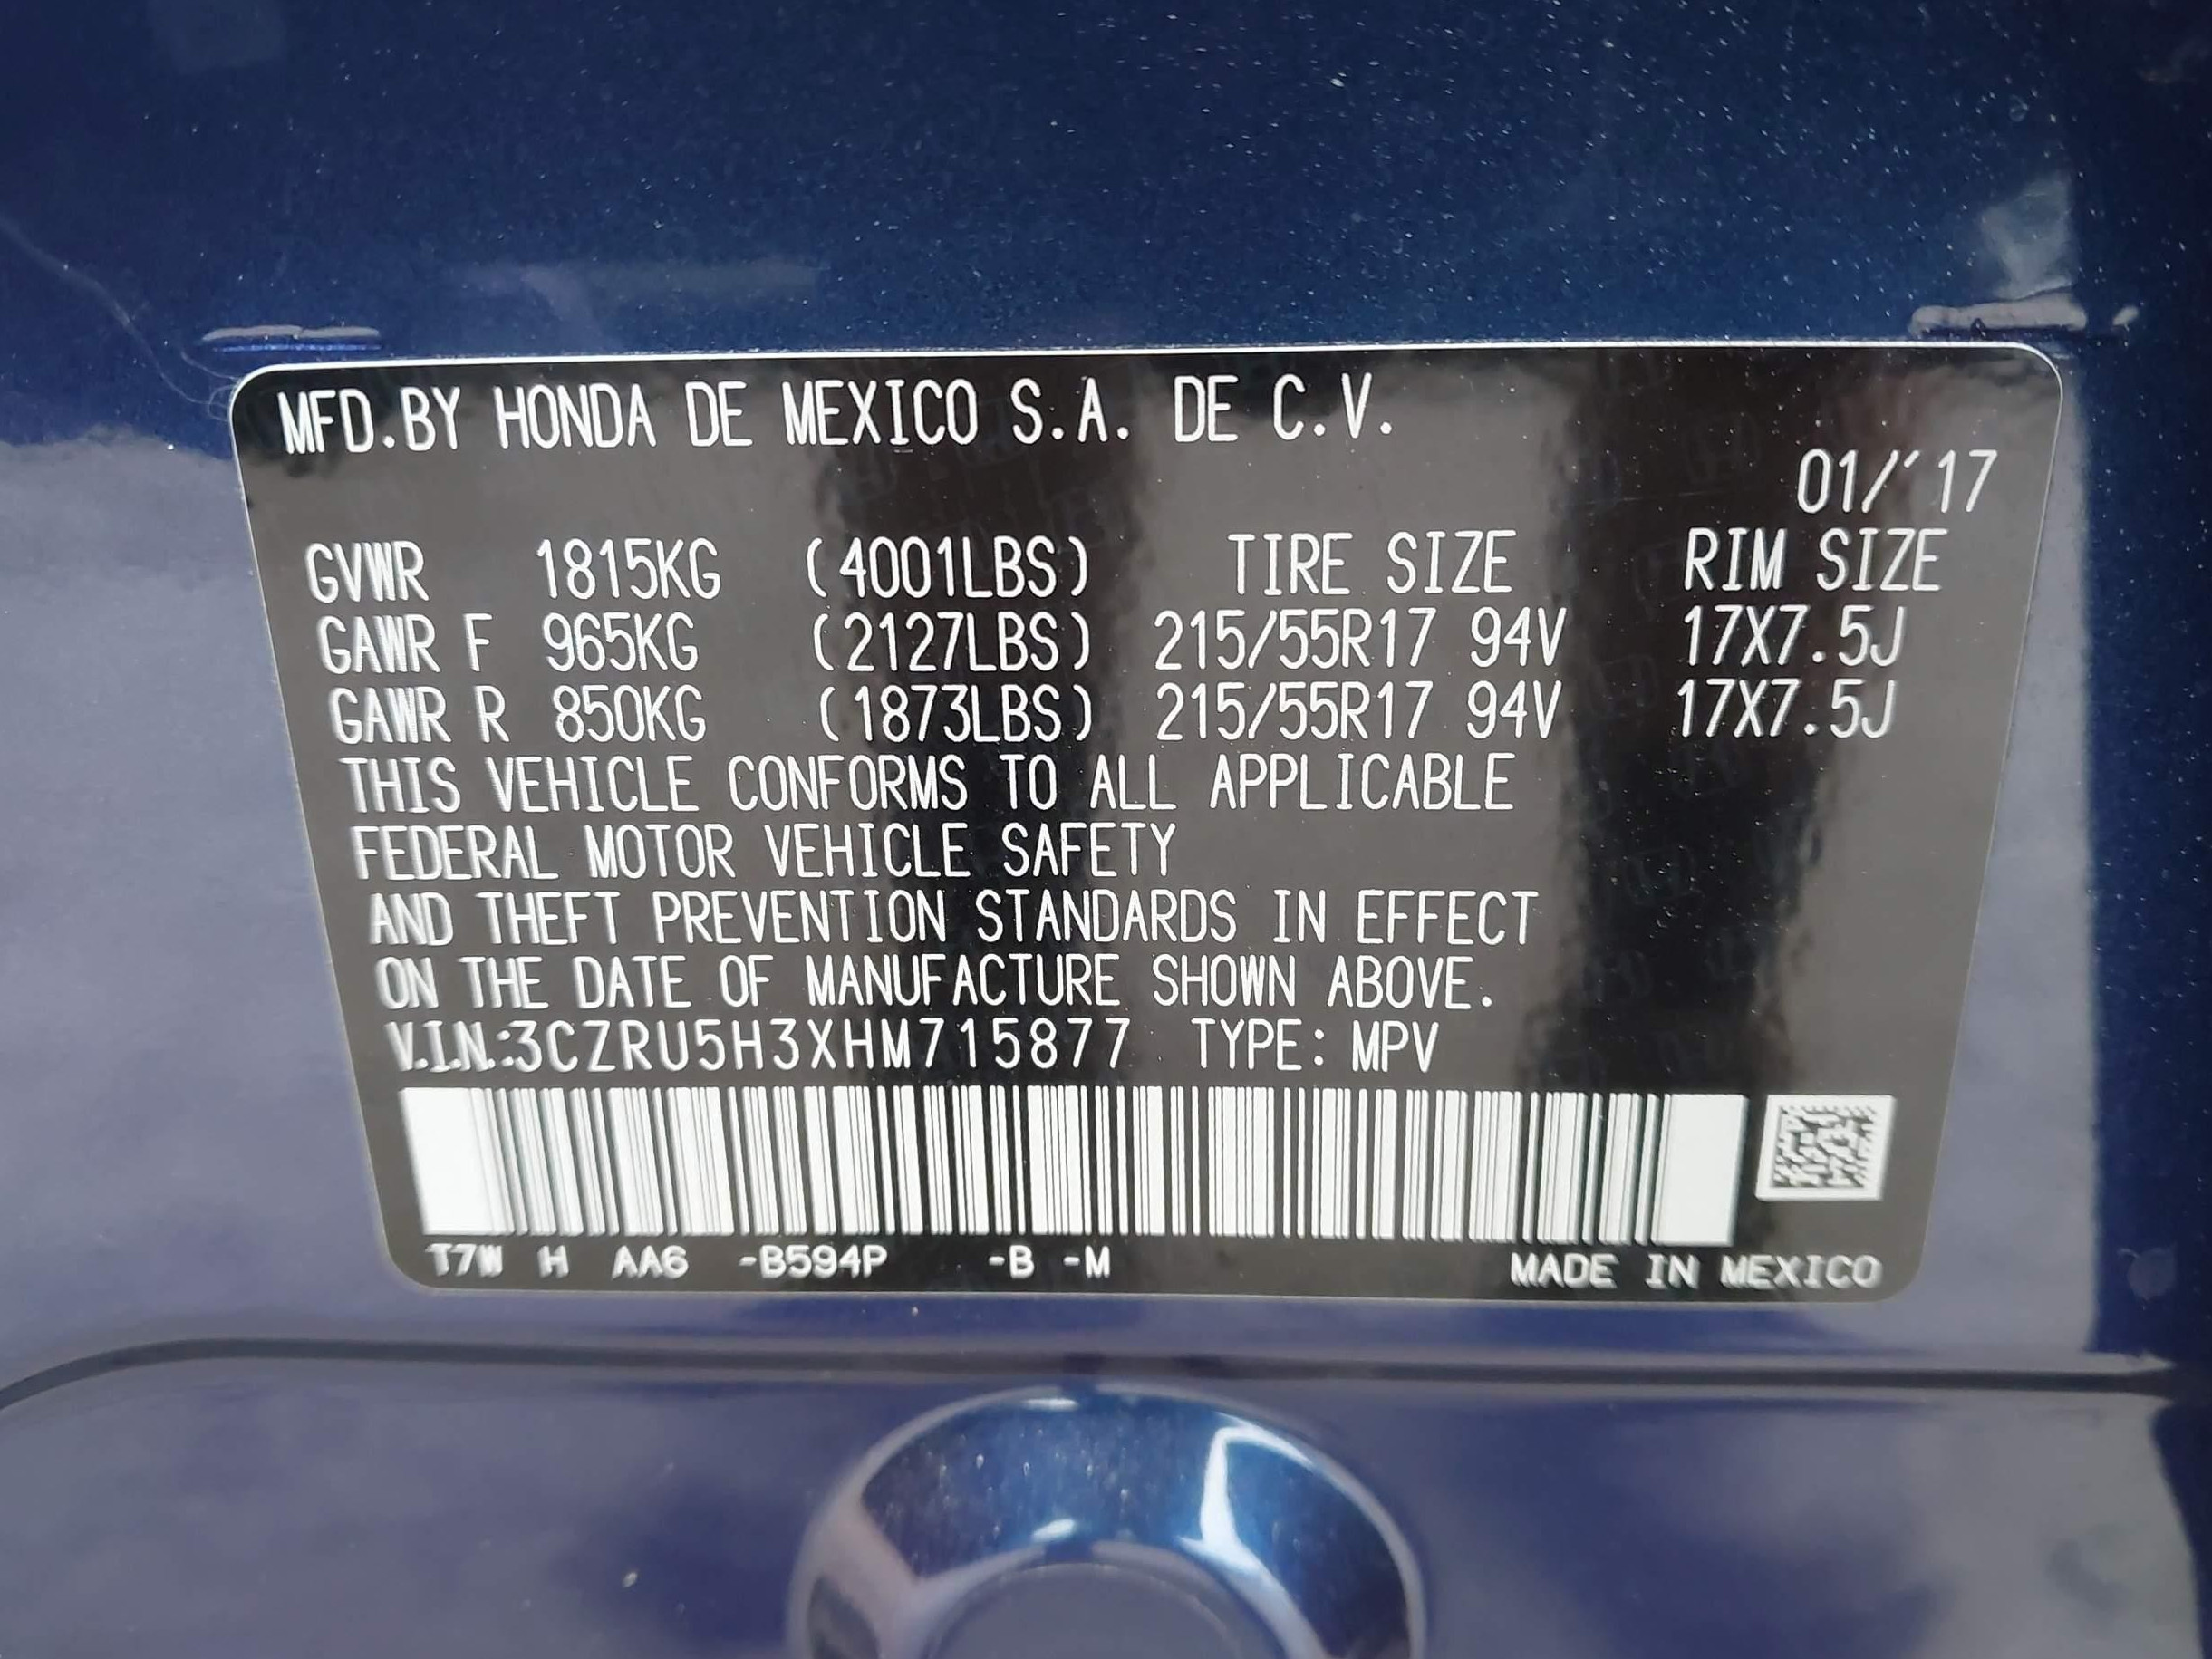 MFD.BY HONDA DE MEXICO S.A. DE C.V.
01/'17
GVWR 1815KG (4001LBS) TIRE SIZE RIM SIZE
GAWR F 965KG (2127LBS) 215/55R17 94V 17X7.5J
GAWR R 850KG (1873LBS) 215/55R17 94V 17X7.5J
THIS VEHICLE CONFORMS TO ALL APPLICABLE
FEDERAL MOTOR VEHICLE SAFETY
AND THEFT PREVENTION STANDARDS IN EFFECT
ON THE DATE OF MANUFACTURE SHOWN ABOVE.
V.I.N.:3CZRU5H3XHM715877 TYPE: MPV
T7W H AA6 -B594P -B -M MADE IN MEXICO